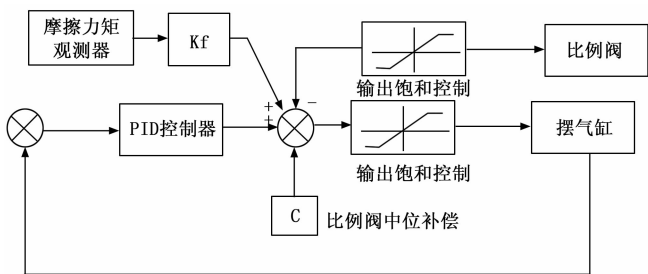 摩擦力矩
观测器
Kf
输出饱和控制
比例阀
+
+
−
PID控制器
输出饱和控制
摆气缸
C
比例阀中位补偿